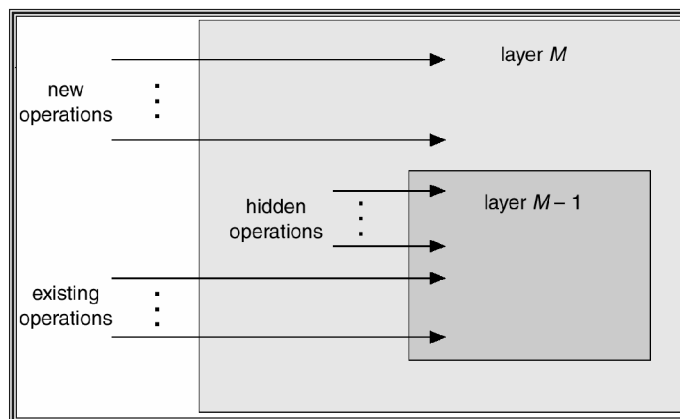 layer M
new
operations
hidden
operations
layer M – 1
existing
operations